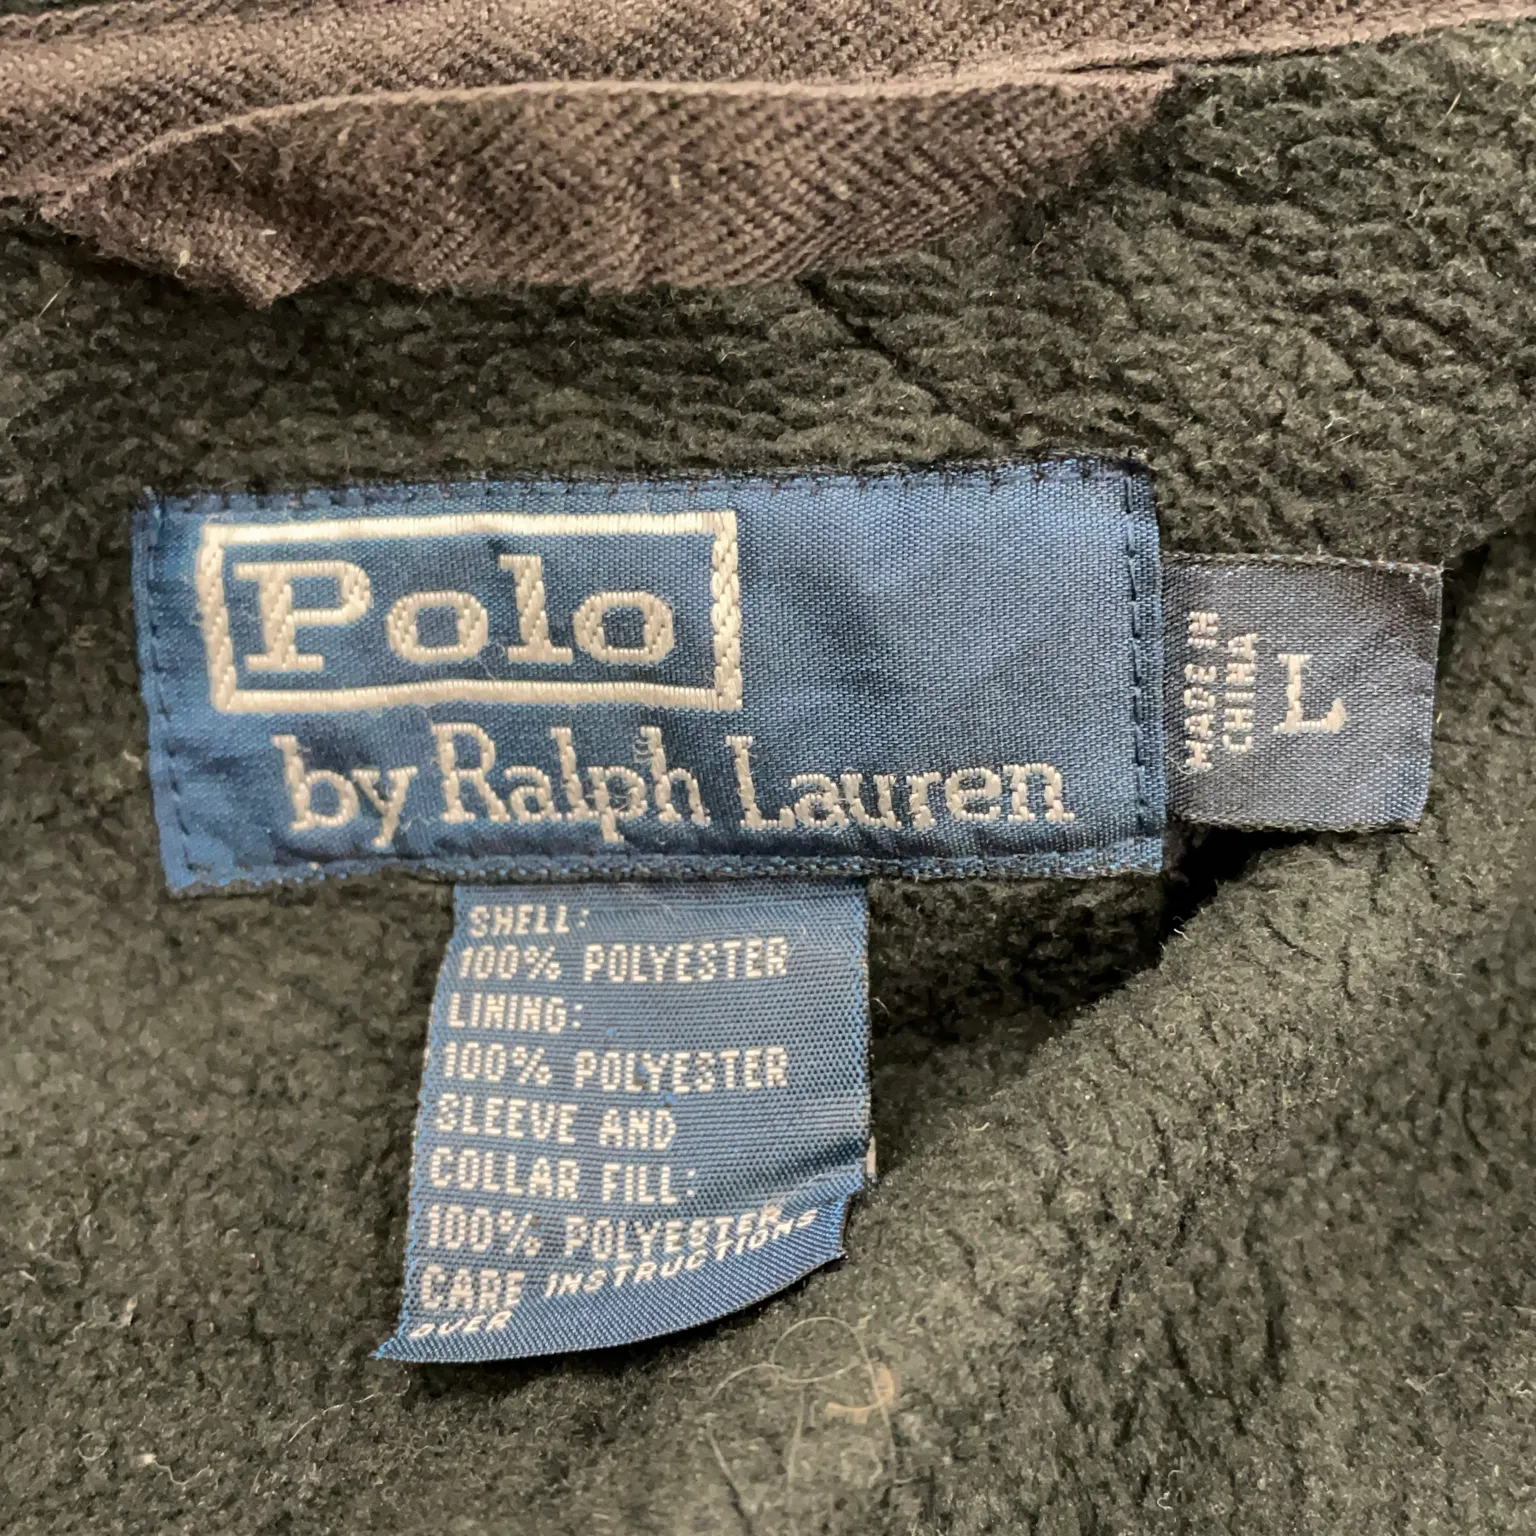 Polo
by Ralph Lauren
MADE IN
CHINA
L
SHELL:
100% POLYESTER
LINING:
100% POLYESTER
SLEEVE AND
COLLAR FILL:
100% POLYESTER
CARE INSTRUCTIONS
OVER